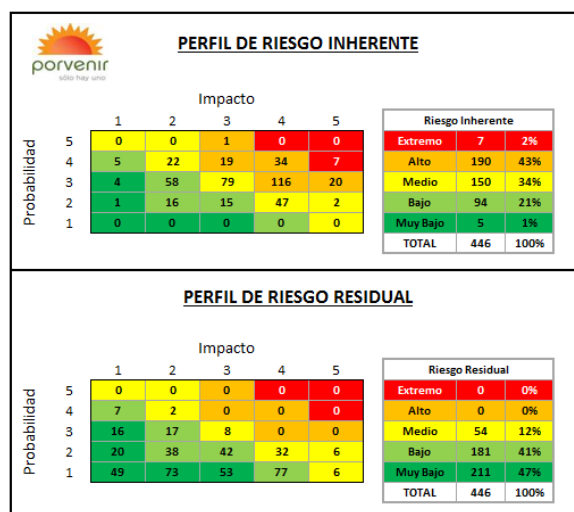 PERFIL DE RIESGO INHERENTE
porvenir
sólo hay uno
Impacto
1 2 3 4 5
Probabilidad
5 0 0 1 0 0
4 5 22 19 34 7
3 4 58 79 116 20
2 1 16 15 47 2
1 0 0 0 0 0
Riesgo Inherente
Extremo 7 2%
Alto 190 43%
Medio 150 34%
Bajo 94 21%
Muy Bajo 5 1%
TOTAL 446 100%
PERFIL DE RIESGO RESIDUAL
Impacto
1 2 3 4 5
Probabilidad
5 0 0 0 0 0
4 7 2 0 0 0
3 16 17 8 0 0
2 20 38 42 32 6
1 49 73 53 77 6
Riesgo Residual
Extremo 0 0%
Alto 0 0%
Medio 54 12%
Bajo 181 41%
Muy Bajo 211 47%
TOTAL 446 100%